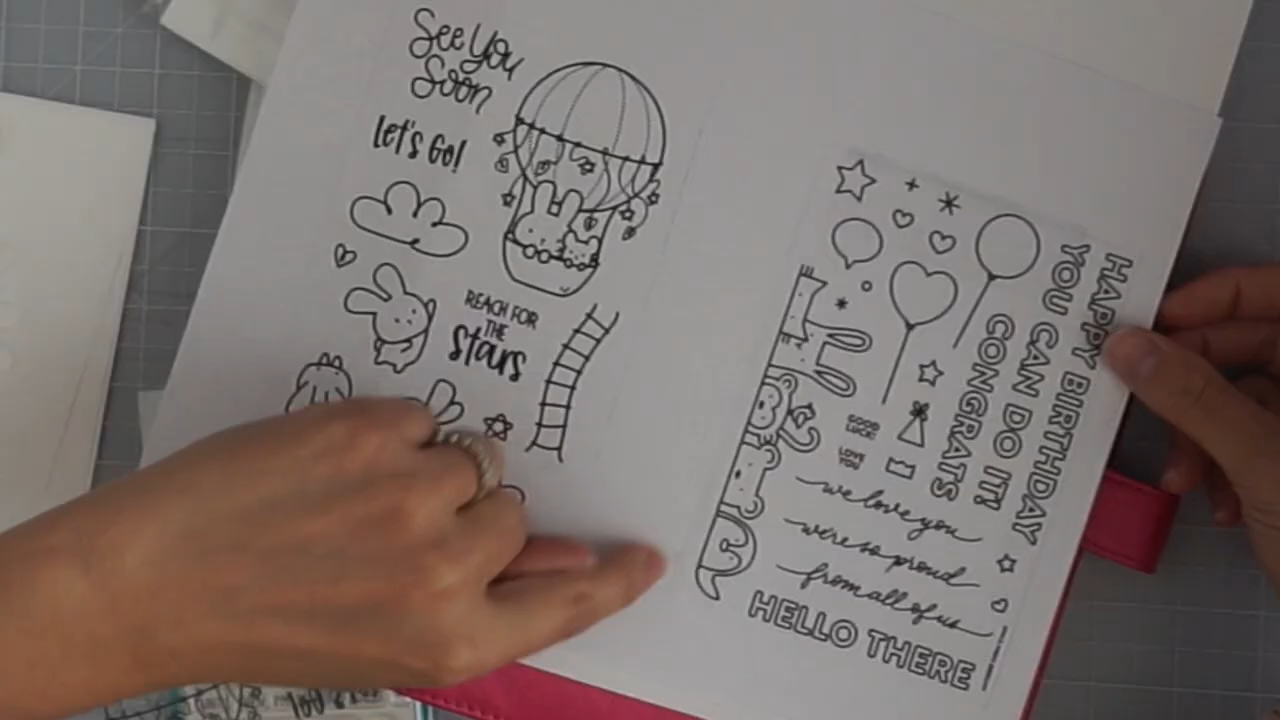 See You
Soon
Let's Go!
REACH FOR
THE
Stars
HAPPY BIRTHDAY
YOU CAN DO IT!
CONGRATS
GOOD
LUCK!
LOVE
YOU
we love you
we're so proud
from all of us
HELLO THERE